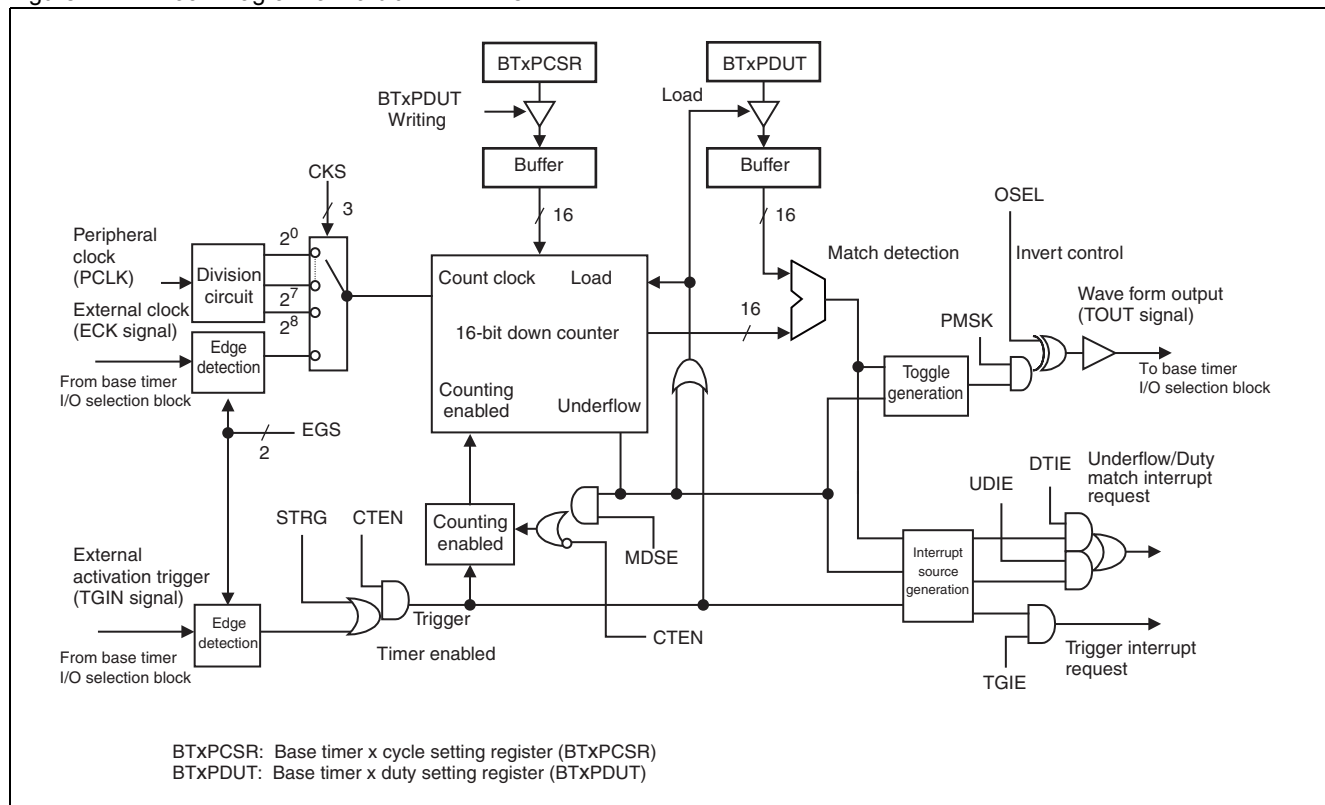 BTxPCSR
BTxPDUT
BTxPDUT
Writing
Load
Buffer
Buffer
CKS
3
16
16
OSEL
Peripheral
clock
(PCLK)
2⁰
Division
circuit
2⁷
External clock
(ECK signal)
2⁸
Edge
detection
From base timer
I/O selection block
Count clock
Load
16-bit down counter
Counting
enabled
Underflow
16
Match detection
Invert control
Wave form output
(TOUT signal)
PMSK
Toggle
generation
To base timer
I/O selection block
EGS
2
STRG
CTEN
Counting
enabled
MDSE
CTEN
UDIE
DTIE
Underflow/Duty
match interrupt
request
Interrupt
source
generation
External
activation trigger
(TGIN signal)
Edge
detection
From base timer
I/O selection block
Trigger
Timer enabled
TGIE
Trigger interrupt
request
BTxPCSR: Base timer x cycle setting register (BTxPCSR)
BTxPDUT: Base timer x duty setting register (BTxPDUT)